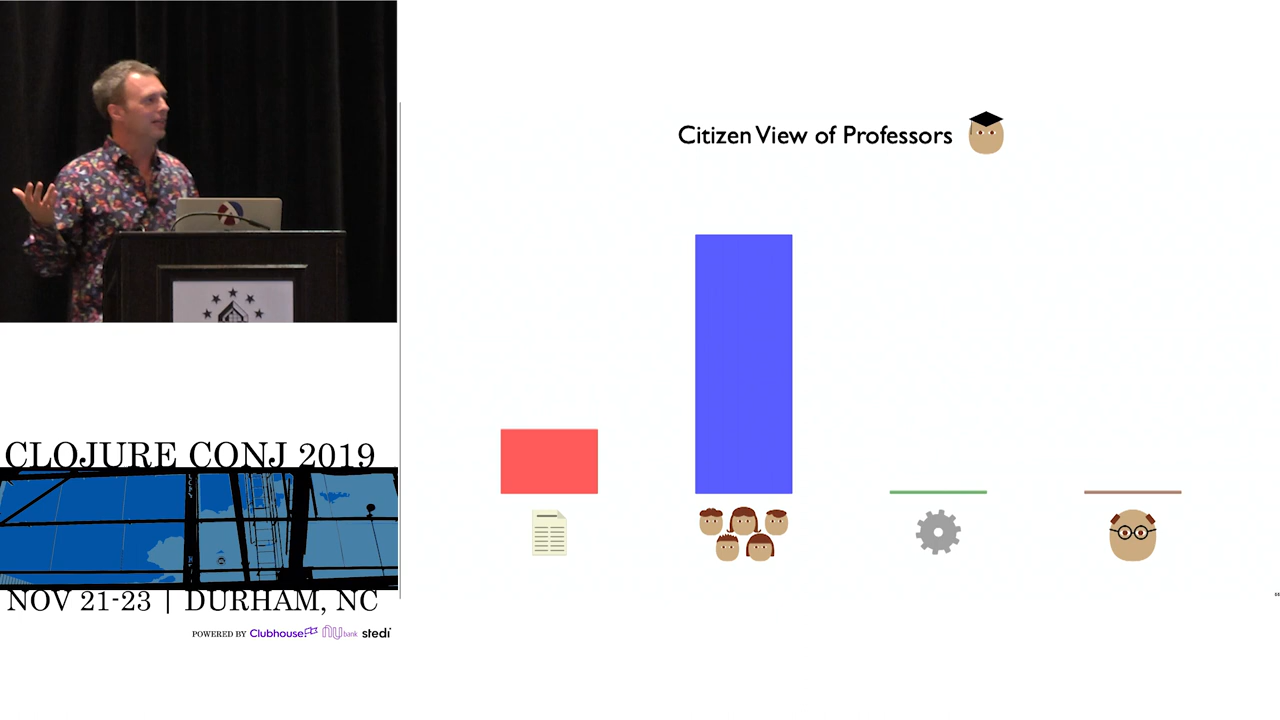 Citizen View of Professors
CLOJURE CONJ 2019
NOV 21-23 | DURHAM, NC
POWERED BY Clubhouse nu bank stedi